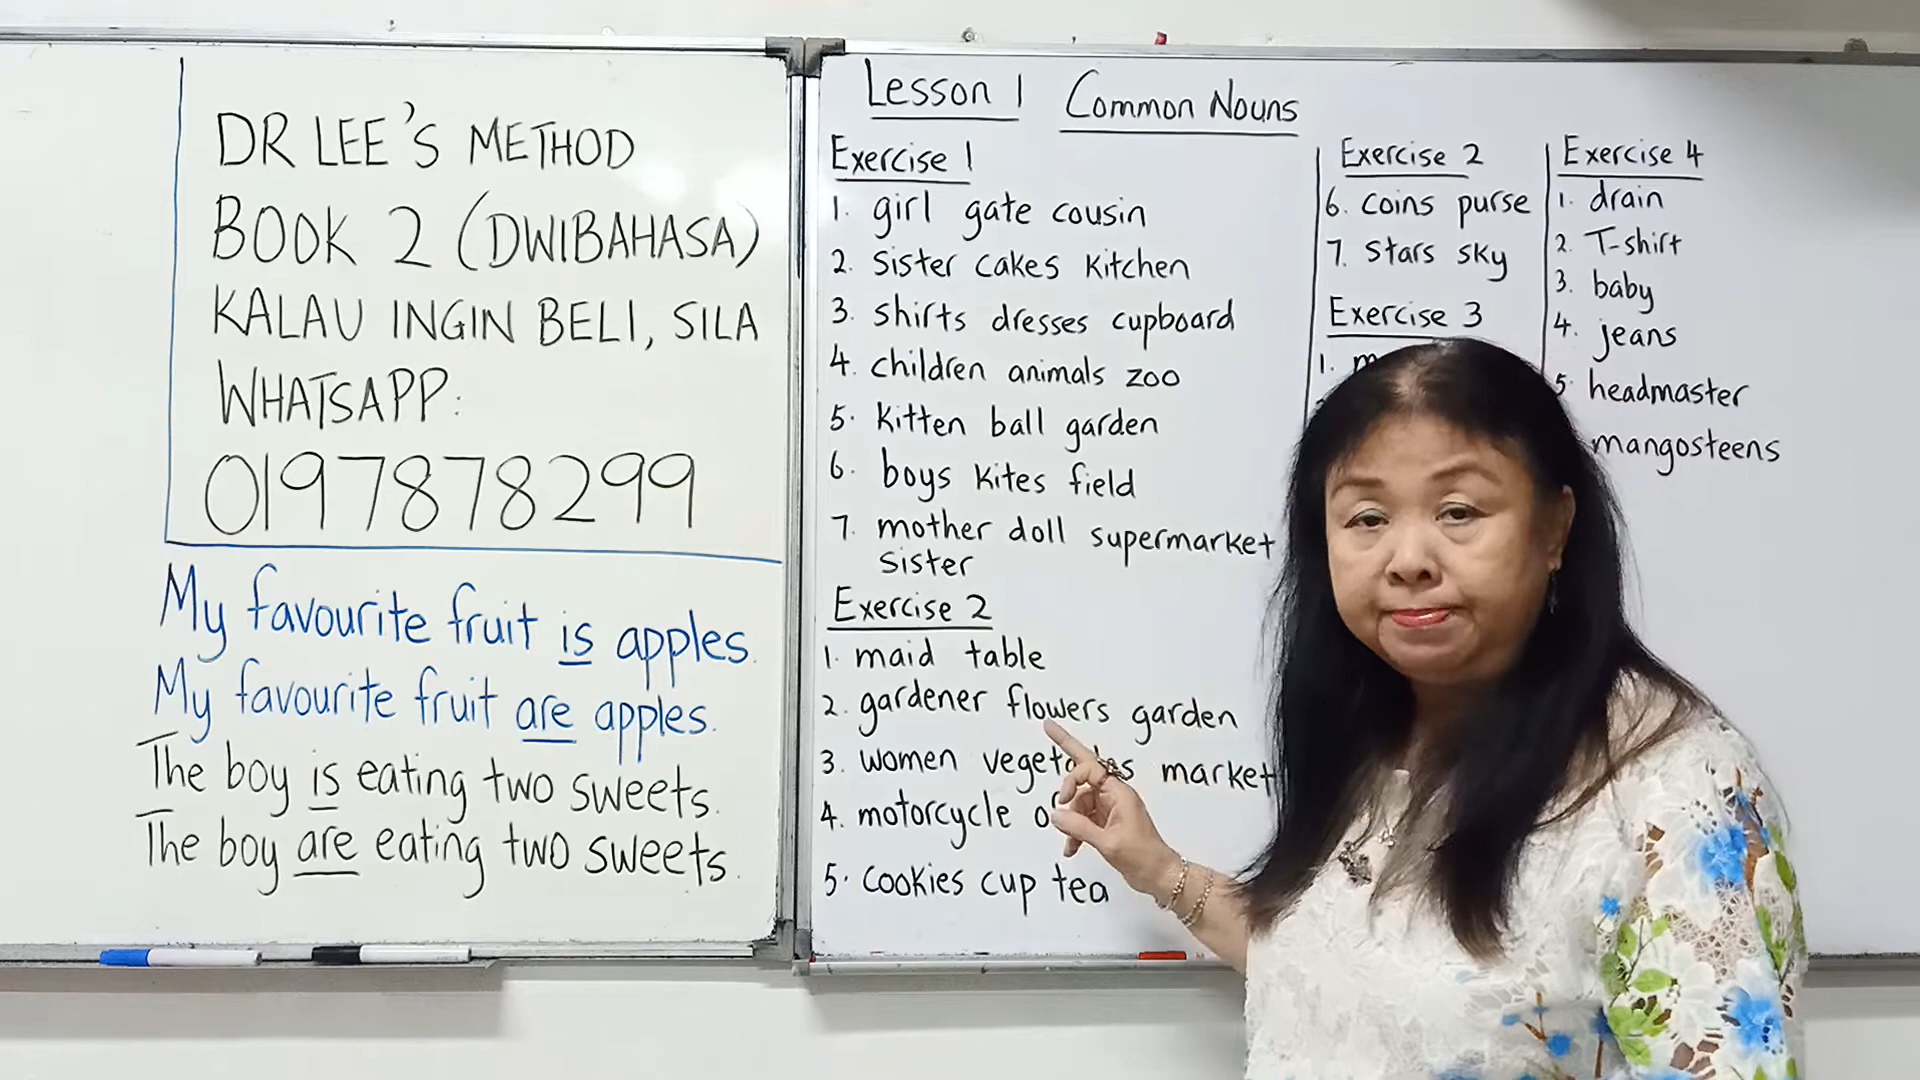 DR LEE'S METHOD
BOOK 2 (DWIBAHASA)
KALAU INGIN BELI, SILA
WHATSAPP:
0197878299
My favourite fruit is apples.
My favourite fruit are apples.
The boy is eating two sweets.
The boy are eating two sweets.
Lesson 1 Common Nouns
Exercise 1
1. girl gate cousin
2. sister cakes kitchen
3. shirts dresses cupboard
4. children animals zoo
5. kitten ball garden
6. boys kites field
7. mother doll supermarket
sister
Exercise 2
1. maid table
2. gardener flowers garden
3. women market
4. motorcycle
5. cookies cup tea
Exercise 2
6. coins purse
7. stars sky
Exercise 3
1.
Exercise 4
1. drain
2. T-shirt
3. baby
4. jeans
5. headmaster
mangosteens